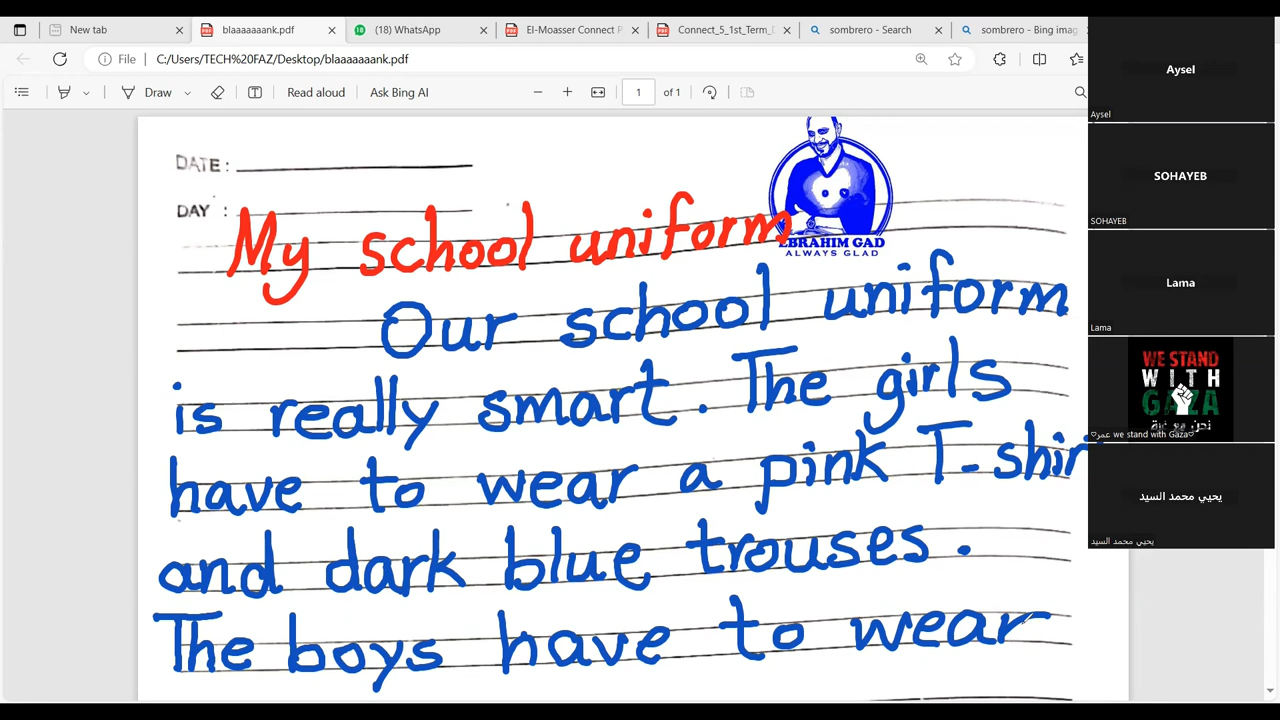 New tab
blaaaaaaank.pdf
(18) WhatsApp
El-Moasser Connect P
Connect_5_1st_Term_
sombrero - Search
sombrero - Bing imag
File
C:/Users/TECH%20FAZ/Desktop/blaaaaaaank.pdf
Draw
Read aloud
Ask Bing AI
1
of 1
DATE :
DAY :
EBRAHIM GAD
ALWAYS GLAD
My school uniform
Our school uniform
is really smart. The girls
have to wear a pink T-shir
and dark blue trouses.
The boys have to wear
Aysel
Aysel
SOHAYEB
SOHAYEB
Lama
Lama
WE STAND
WITH
GAZA
نحن مع غزة
♡عمر we stand with Gaza♡
يحيي محمد السيد
يحيي محمد السيد